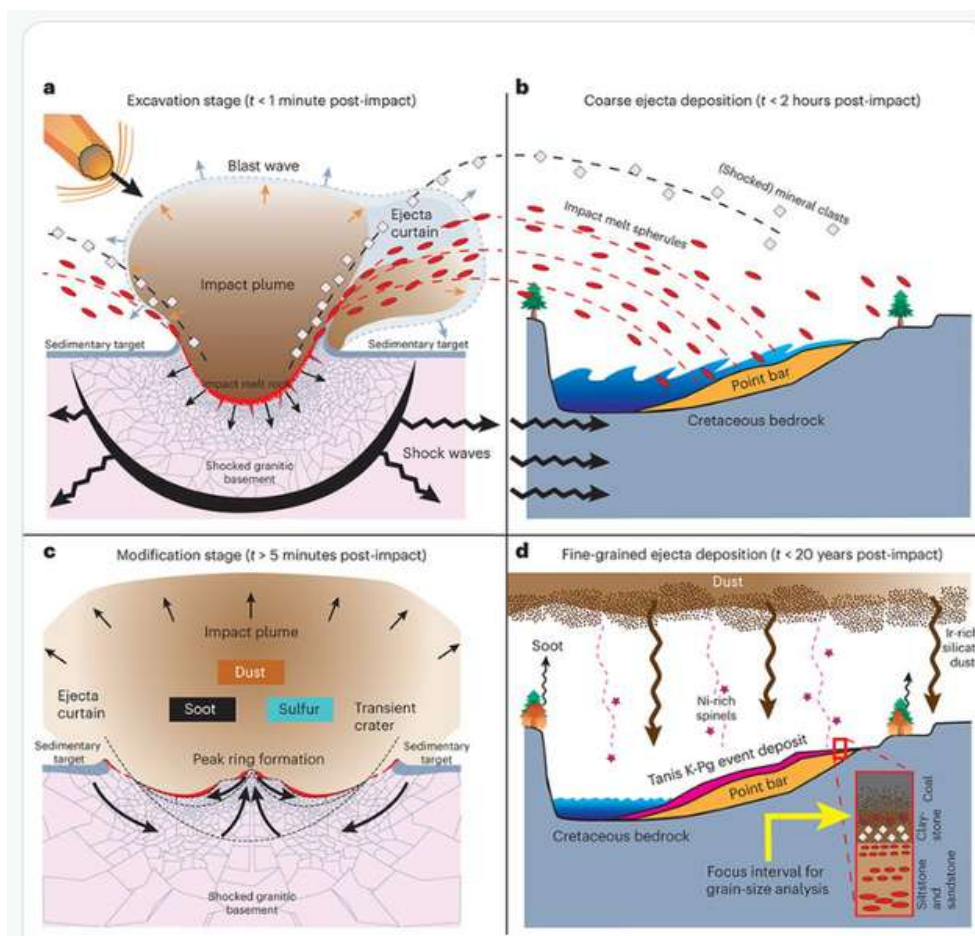 a
Excavation stage (t < 1 minute post-impact)
Blast wave
Ejecta
curtain
Impact plume
Sedimentary target
Sedimentary target
Impact melt rock
Shocked granitic
basement
Shock waves
b
Coarse ejecta deposition (t < 2 hours post-impact)
(Shocked) mineral clasts
Impact melt spherules
Point bar
Cretaceous bedrock
c
Modification stage (t > 5 minutes post-impact)
Impact plume
Dust
Soot
Sulfur
Ejecta
curtain
Transient
crater
Sedimentary
target
Peak ring formation
Sedimentary
target
Shocked granitic
basement
d
Fine-grained ejecta deposition (t < 20 years post-impact)
Dust
Soot
Ir-rich
silicate
dust
Ni-rich
spinels
Tanis K-Pg event deposit
Point bar
Cretaceous bedrock
Focus interval for
grain-size analysis
Coal
Clay-
stone
Siltstone
and
sandstone